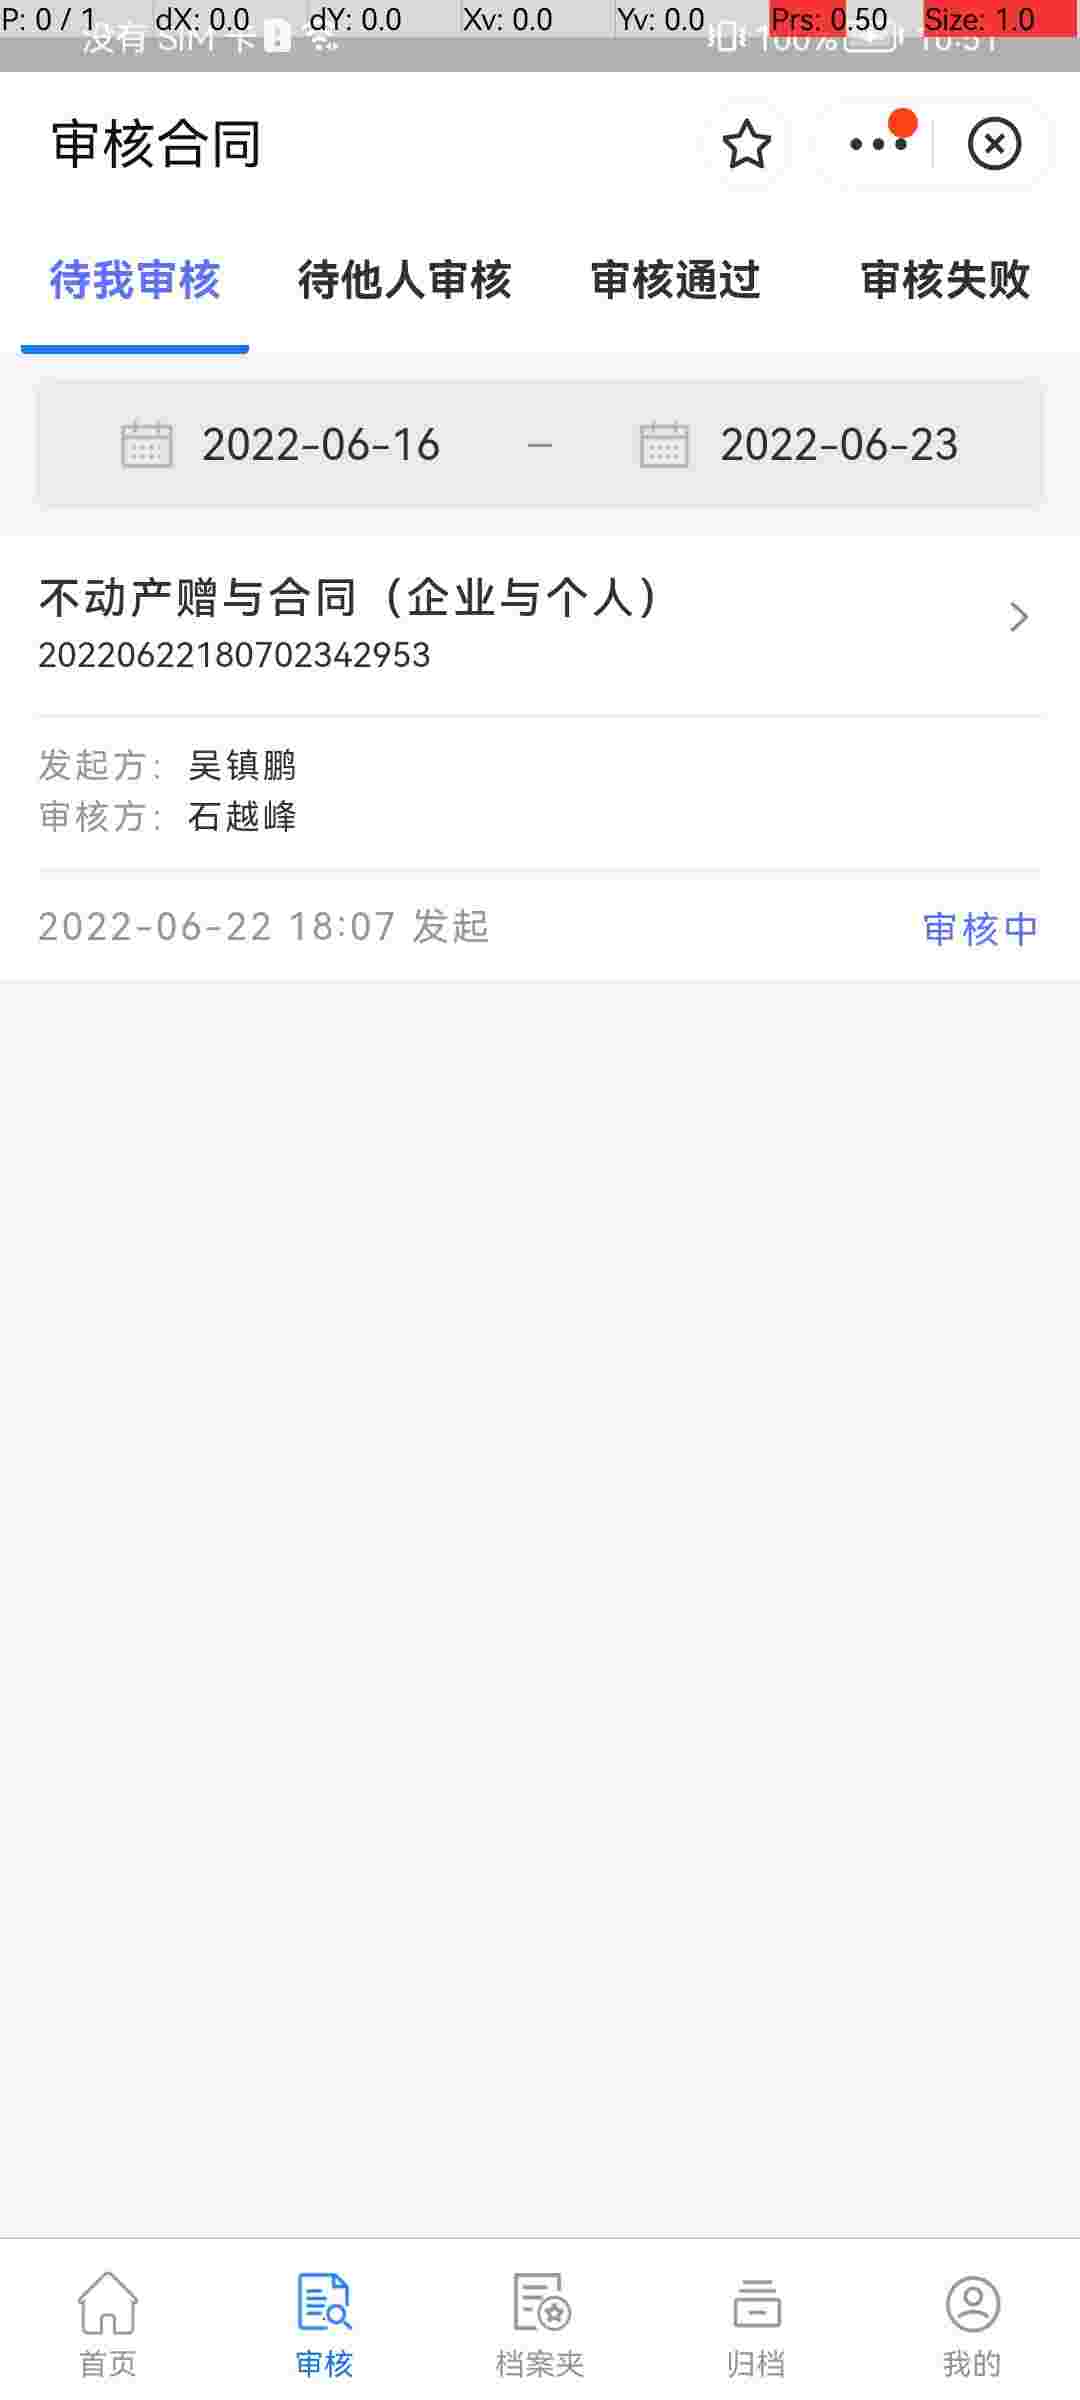 P: 0 / 1 dX: 0.0 dY: 0.0 Xv: 0.0 Yv: 0.0 Prs: 0.50 Size: 1.0
没有 SIM 卡 100%
审核合同
待我审核 待他人审核 审核通过 审核失败
2022-06-16 – 2022-06-23
不动产赠与合同（企业与个人）
20220622180702342953
发起方： 吴镇鹏
审核方： 石越峰
2022-06-22 18:07 发起 审核中
首页 审核 档案夹 归档 我的